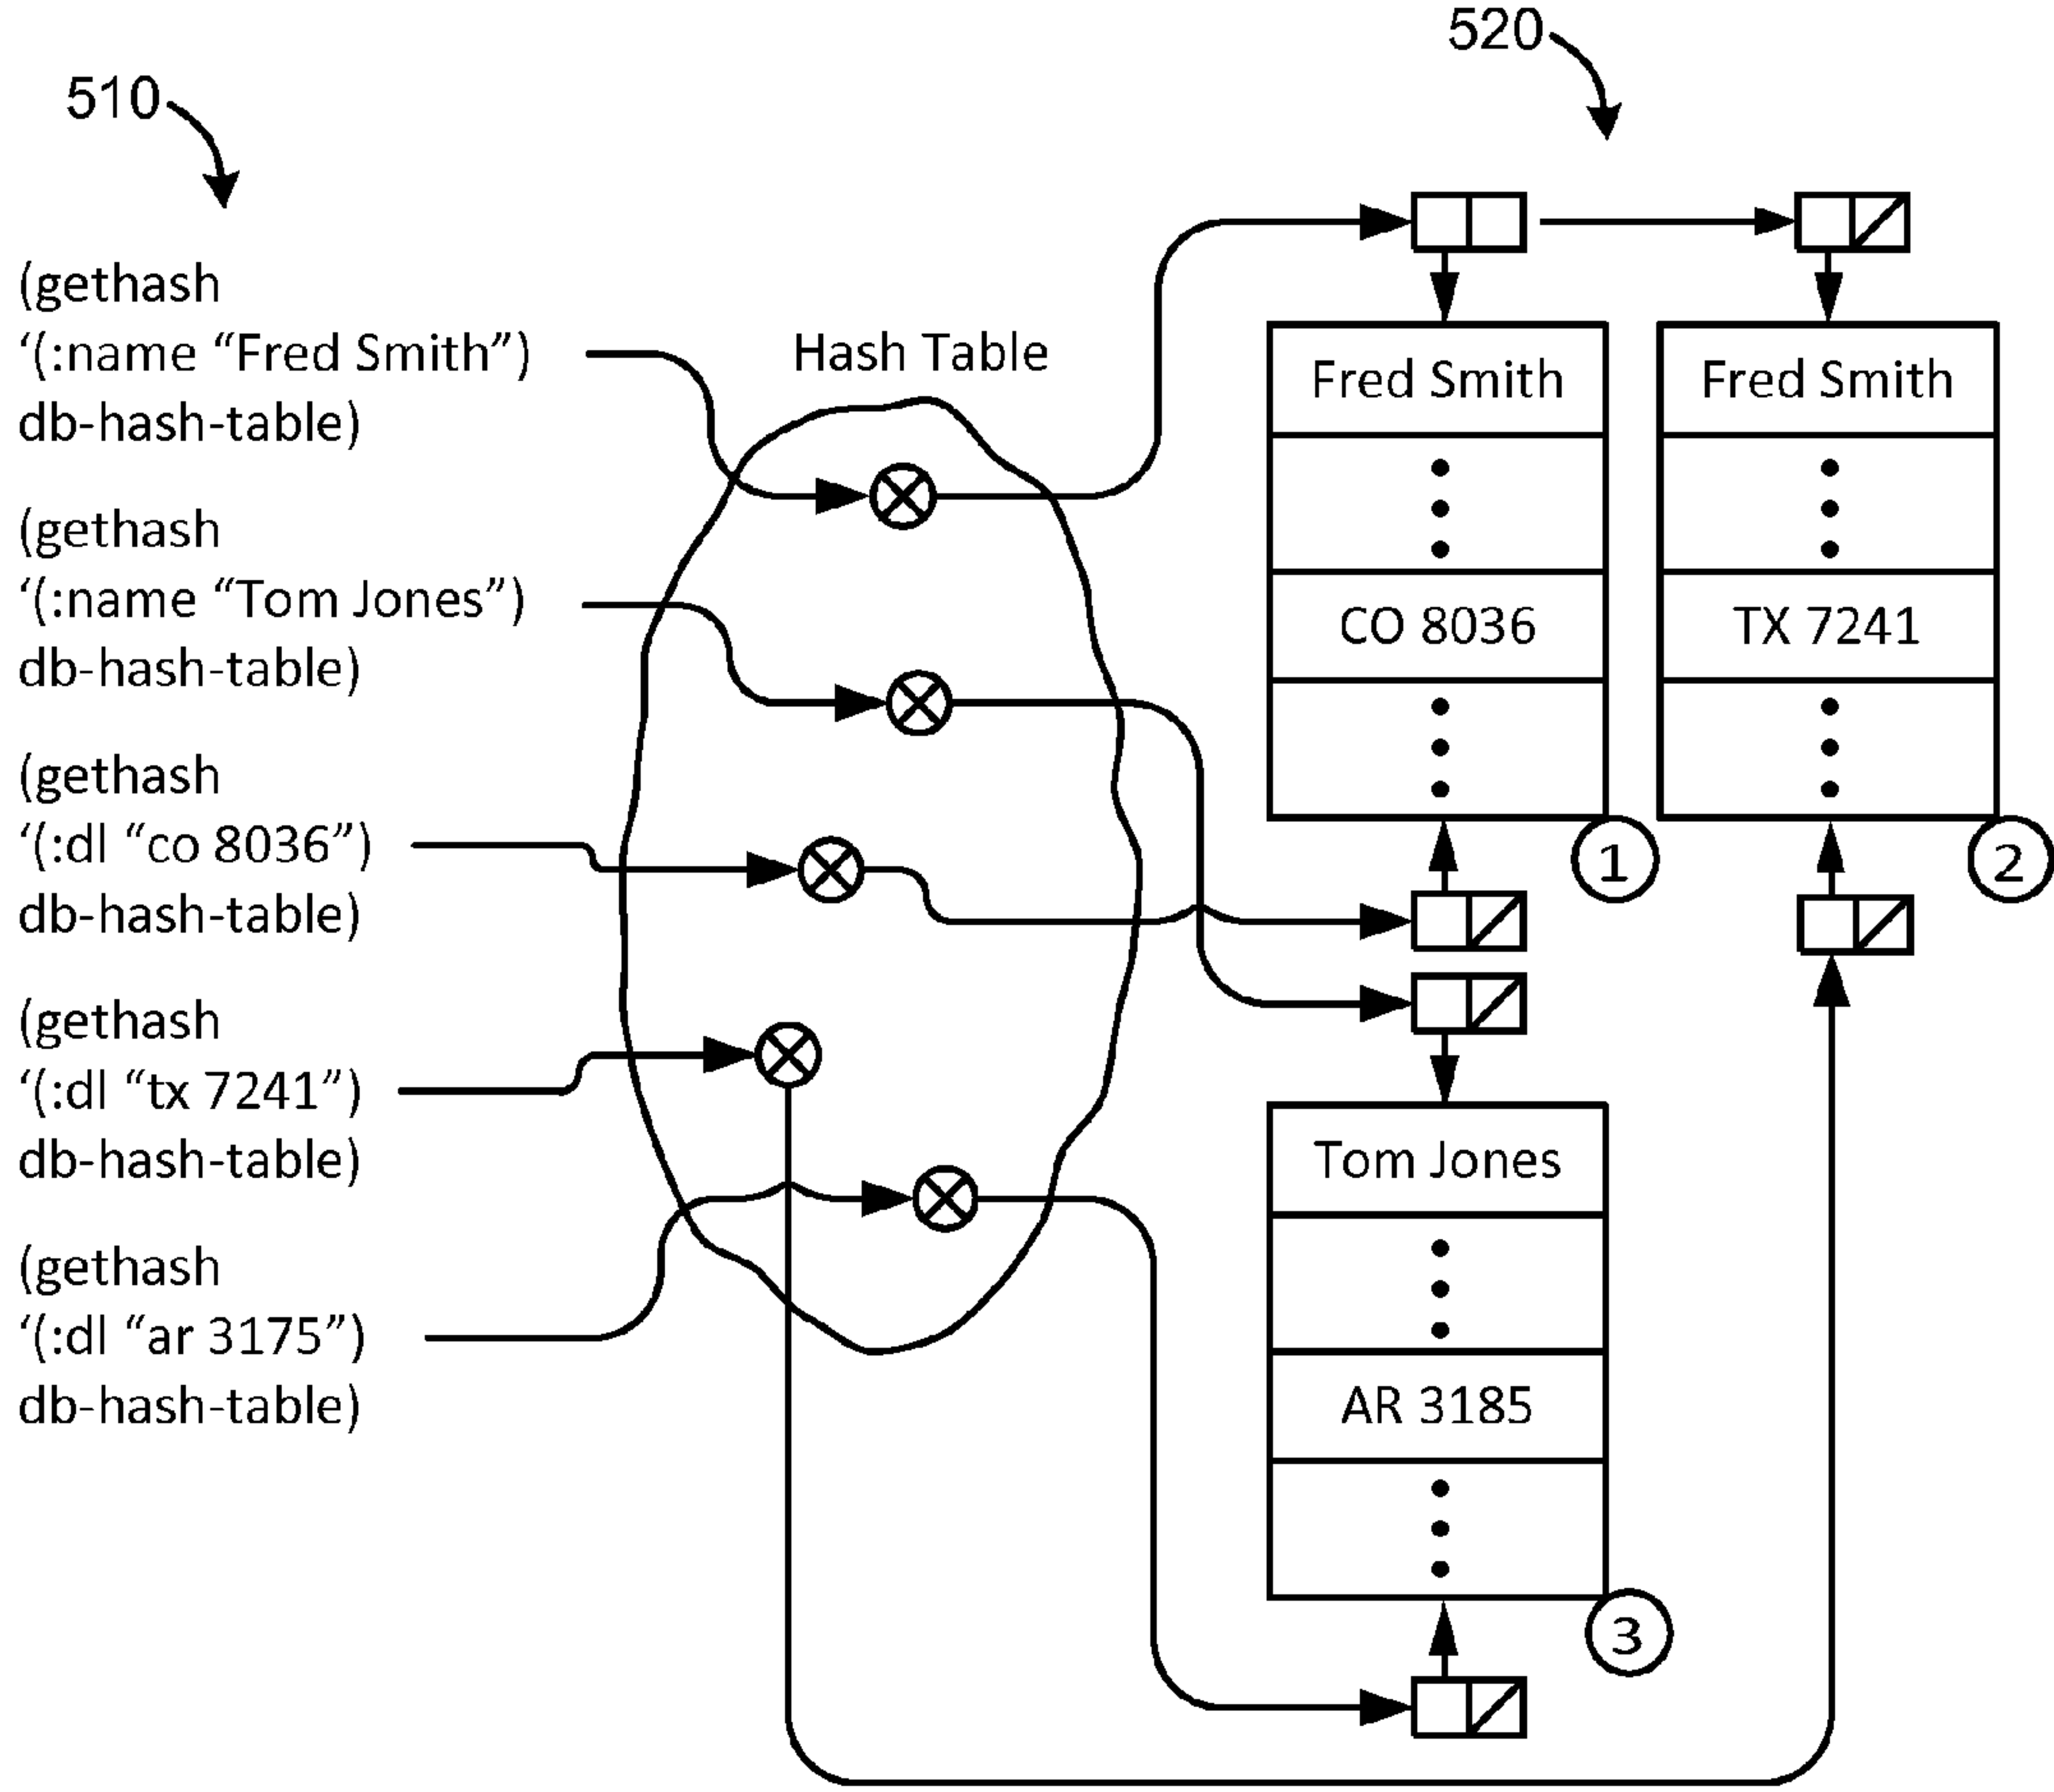 510
520
(gethash
‘(:name “Fred Smith”)
db-hash-table)
(gethash
‘(:name “Tom Jones”)
db-hash-table)
(gethash
‘(:dl “co 8036”)
db-hash-table)
(gethash
‘(:dl “tx 7241”)
db-hash-table)
(gethash
‘(:dl “ar 3175”)
db-hash-table)
Hash Table
Fred Smith
CO 8036
1
Fred Smith
TX 7241
2
Tom Jones
AR 3185
3